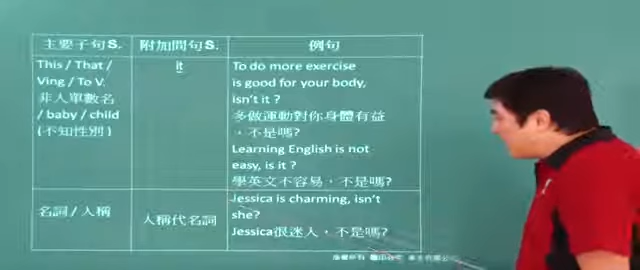 主要子句S.
附加問句S.
例句
This / That /
Ving / To V.
非人單數名
/ baby / child
(不知性別)
it
To do more exercise
is good for your body,
isn't it ?
多做運動對你身體有益
，不是嗎?
Learning English is not
easy, is it ?
學英文不容易，不是嗎?
名詞 / 人稱
人稱代名詞
Jessica is charming, isn't
she?
Jessica很迷人，不是嗎?